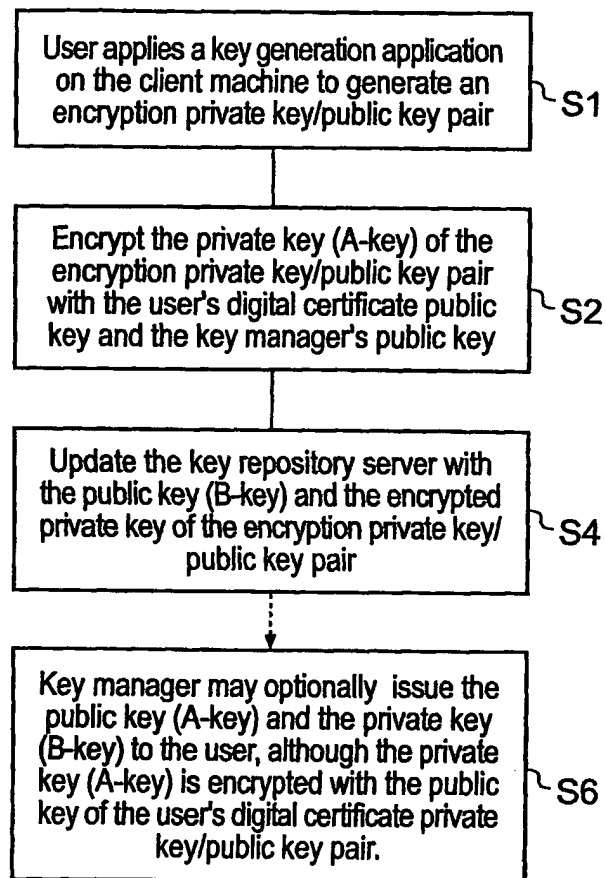 User applies a key generation application
on the client machine to generate an
encryption private key/public key pair
S1
Encrypt the private key (A-key) of the
encryption private key/public key pair
with the user's digital certificate public
key and the key manager's public key
S2
Update the key repository server with
the public key (B-key) and the encrypted
private key of the encryption private key/
public key pair
S4
Key manager may optionally issue the
public key (A-key) and the private key
(B-key) to the user, although the private
key (A-key) is encrypted with the public
key of the user's digital certificate private
key/public key pair.
S6